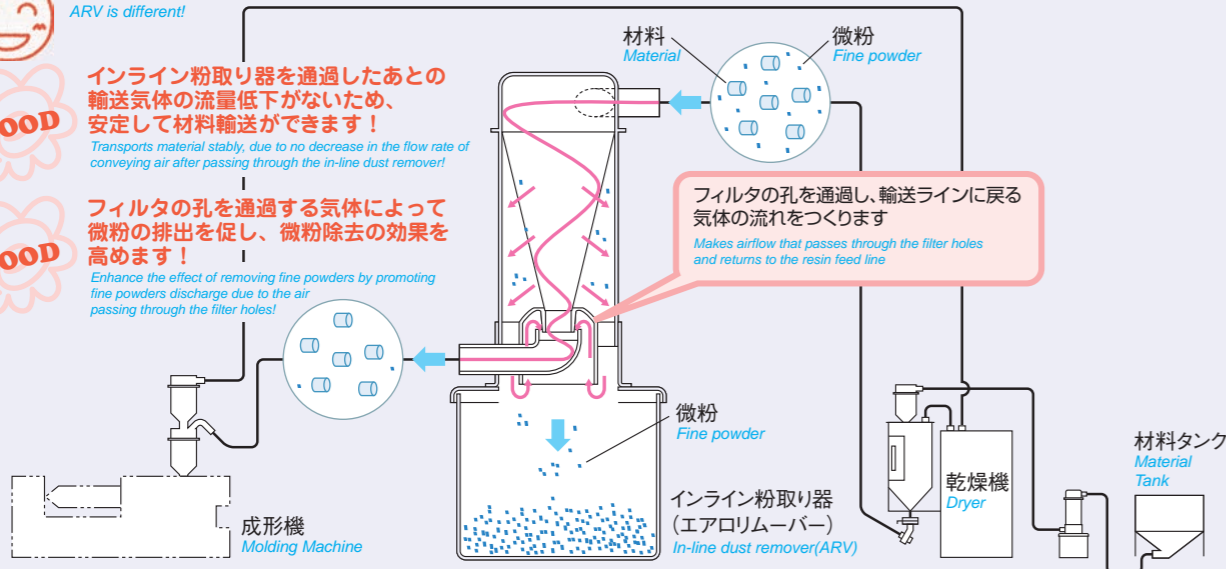 ARV is different!
インライン粉取り器を通過したあとの
輸送気体の流量低下がないため、
安定して材料輸送ができます！
Transports material stably, due to no decrease in the flow rate of
conveying air after passing through the in-line dust remover!
フィルタの孔を通過する気体によって
微粉の排出を促し、微粉除去の効果を
高めます！
Enhance the effect of removing fine powders by promoting
fine powders discharge due to the air
passing through the filter holes!
材料
Material
微粉
Fine powder
フィルタの孔を通過し、輸送ラインに戻る
気体の流れをつくります
Makes airflow that passes through the filter holes
and returns to the resin feed line
微粉
Fine powder
インライン粉取り器
（エアロリムーバー）
In-line dust remover(ARV)
成形機
Molding Machine
乾燥機
Dryer
材料タンク
Material
Tank